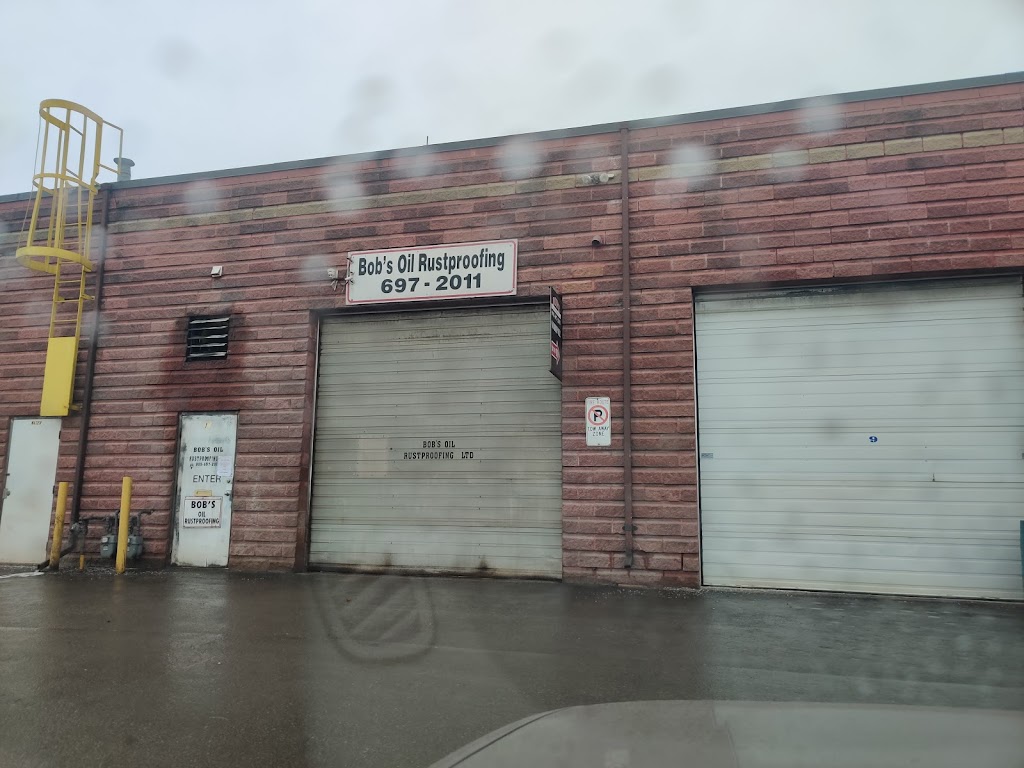 Bob's Oil Rustproofing
697 - 2011
BOB'S OIL
RUSTPROOFING LTD
BOB'S OIL
RUSTPROOFING
ENTER
BOB'S
OIL
RUSTPROOFING
P
TOW AWAY
ZONE
9